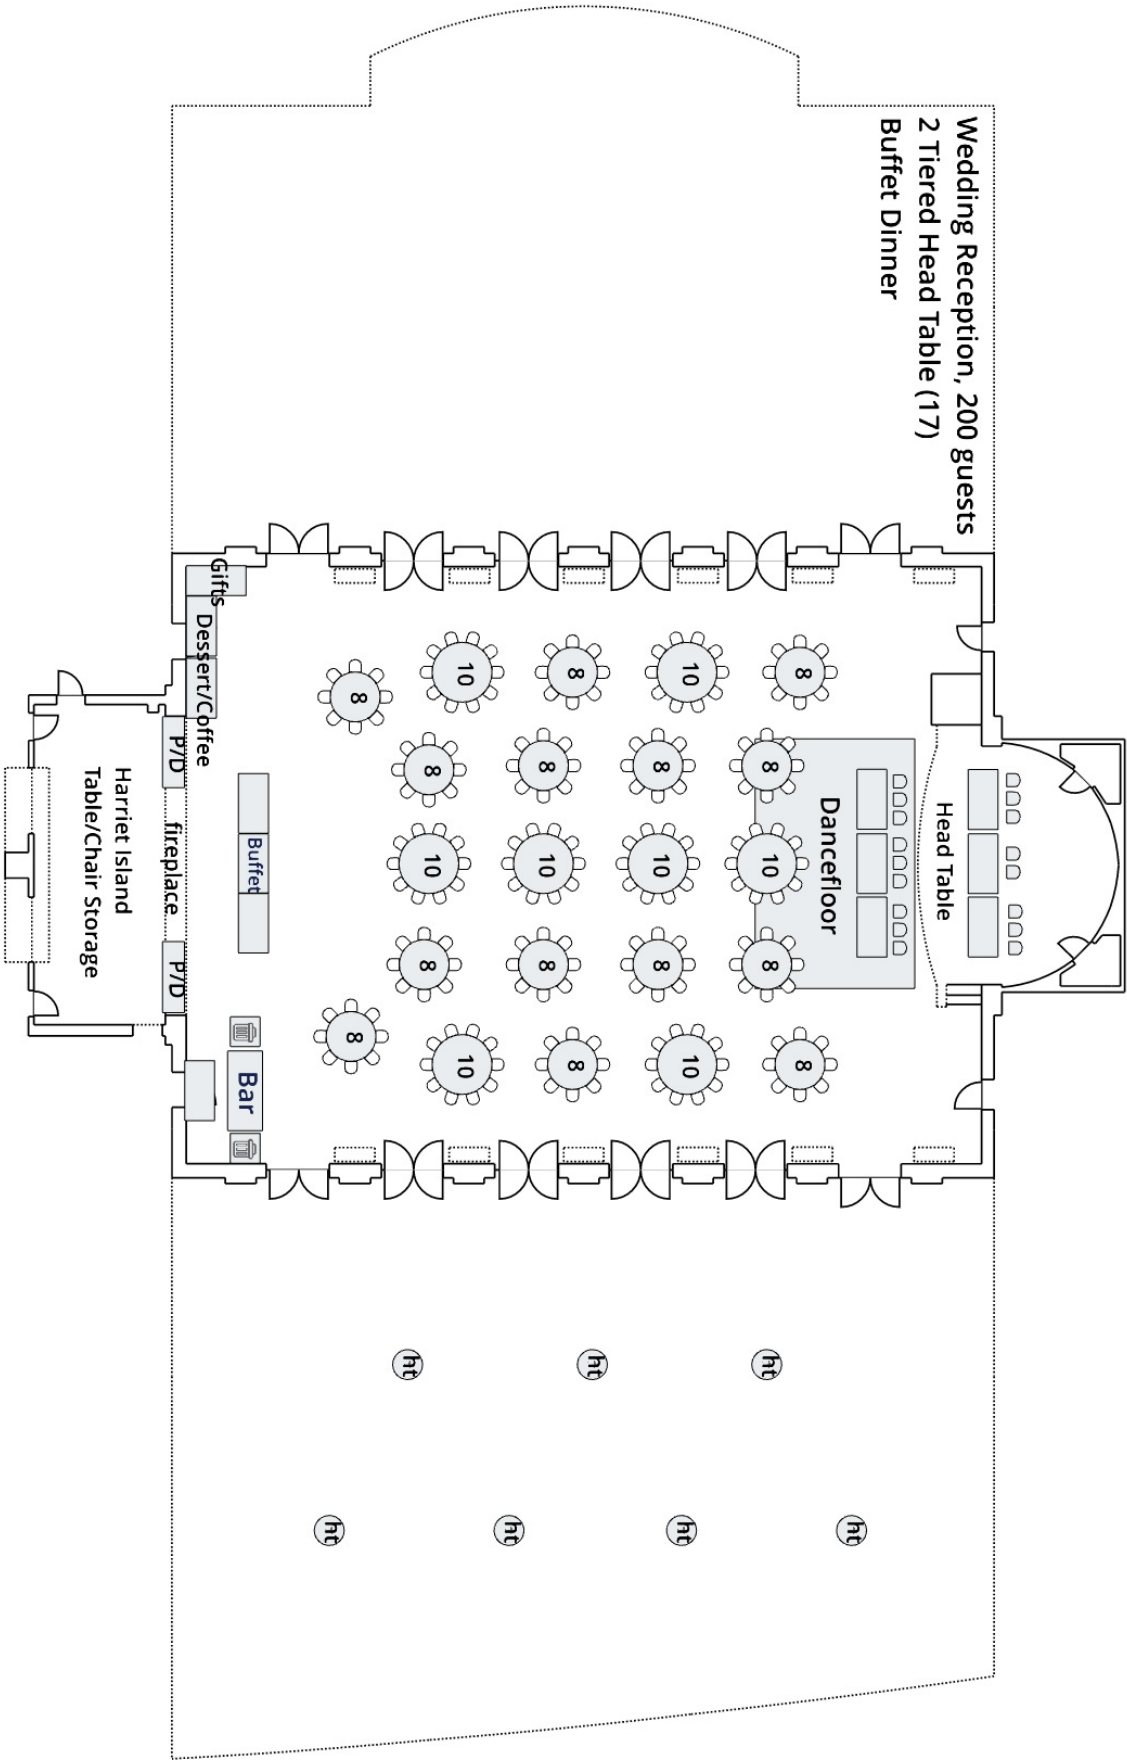 Wedding Reception, 200 guests
2 Tiered Head Table (17)
Buffet Dinner
Head Table
Dancefloor
ht
8
8
8
10
8
ht
10
10
ht
8
10
8
8
8
ht
8
10
8
ht
10
10
8
10
8
ht
8
8
ht
Buffet
Bar
Gifts
Dessert/Coffee
P/D
fireplace
P/D
Harriet Island
Table/Chair Storage